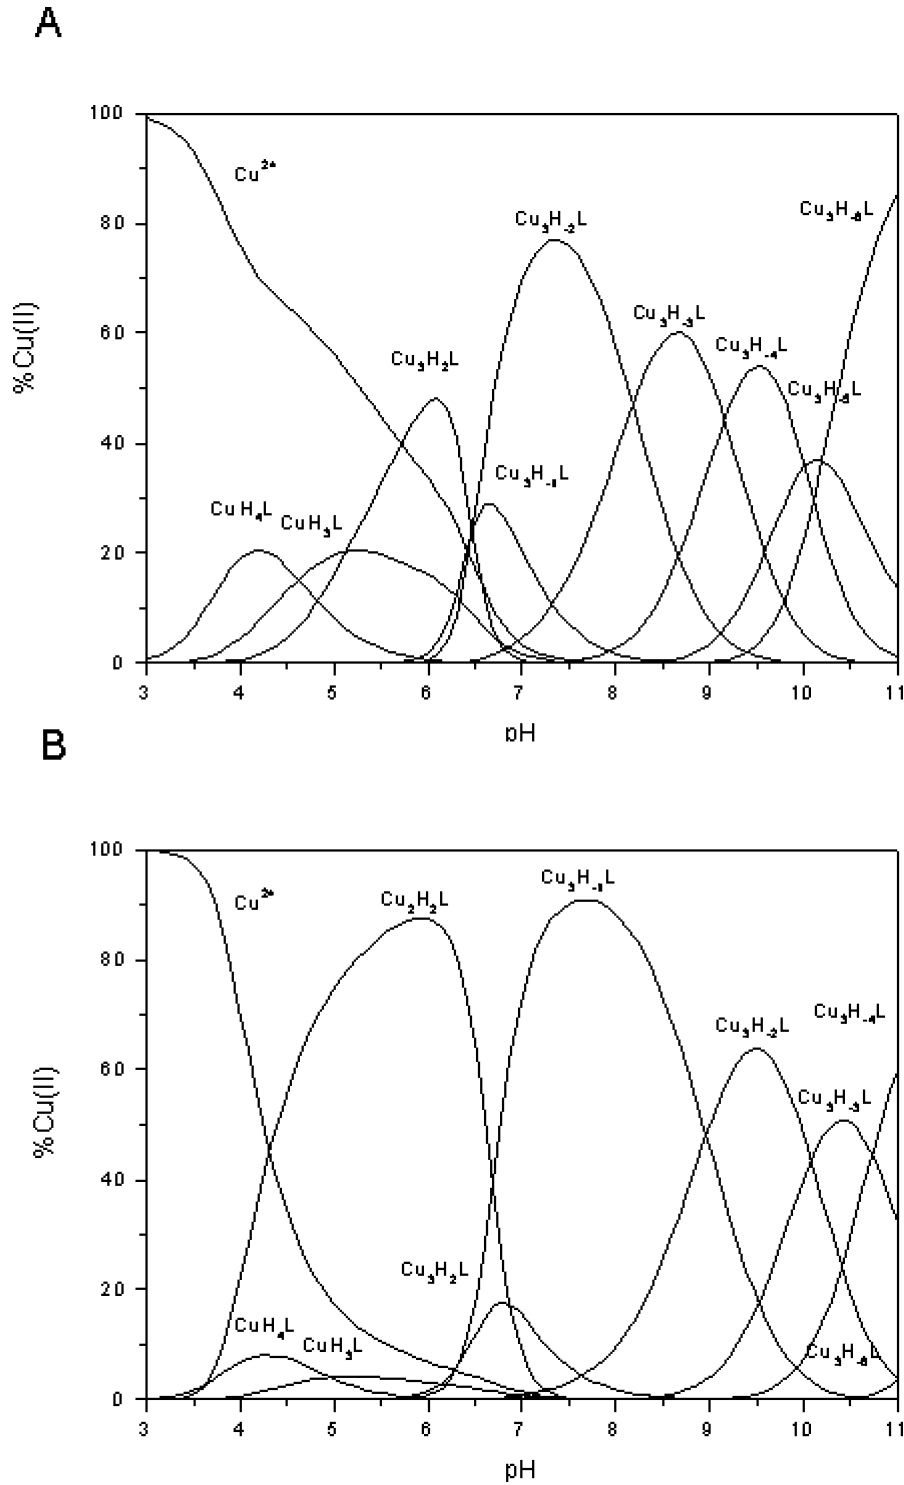 A
100
Cu²⁺
Cu₃H₋₆L
Cu₃H₋₂L
80
Cu₃H₋₃L
60
Cu₃H₋₄L
Cu₃H₂L
Cu₃H₋₅L
%Cu(II)
40
Cu₃H₋₁L
CuH₄L
CuH₃L
20
0
3 4 5 6 7 8 9 10 11
pH
B
100
Cu²⁺
Cu₂H₂L
Cu₃H₋₁L
80
Cu₃H₋₄L
Cu₃H₋₂L
60
Cu₃H₋₃L
%Cu(II)
40
Cu₃H₂L
20
CuH₄L
CuH₃L
Cu₃H₋₆L
0
3 4 5 6 7 8 9 10 11
pH